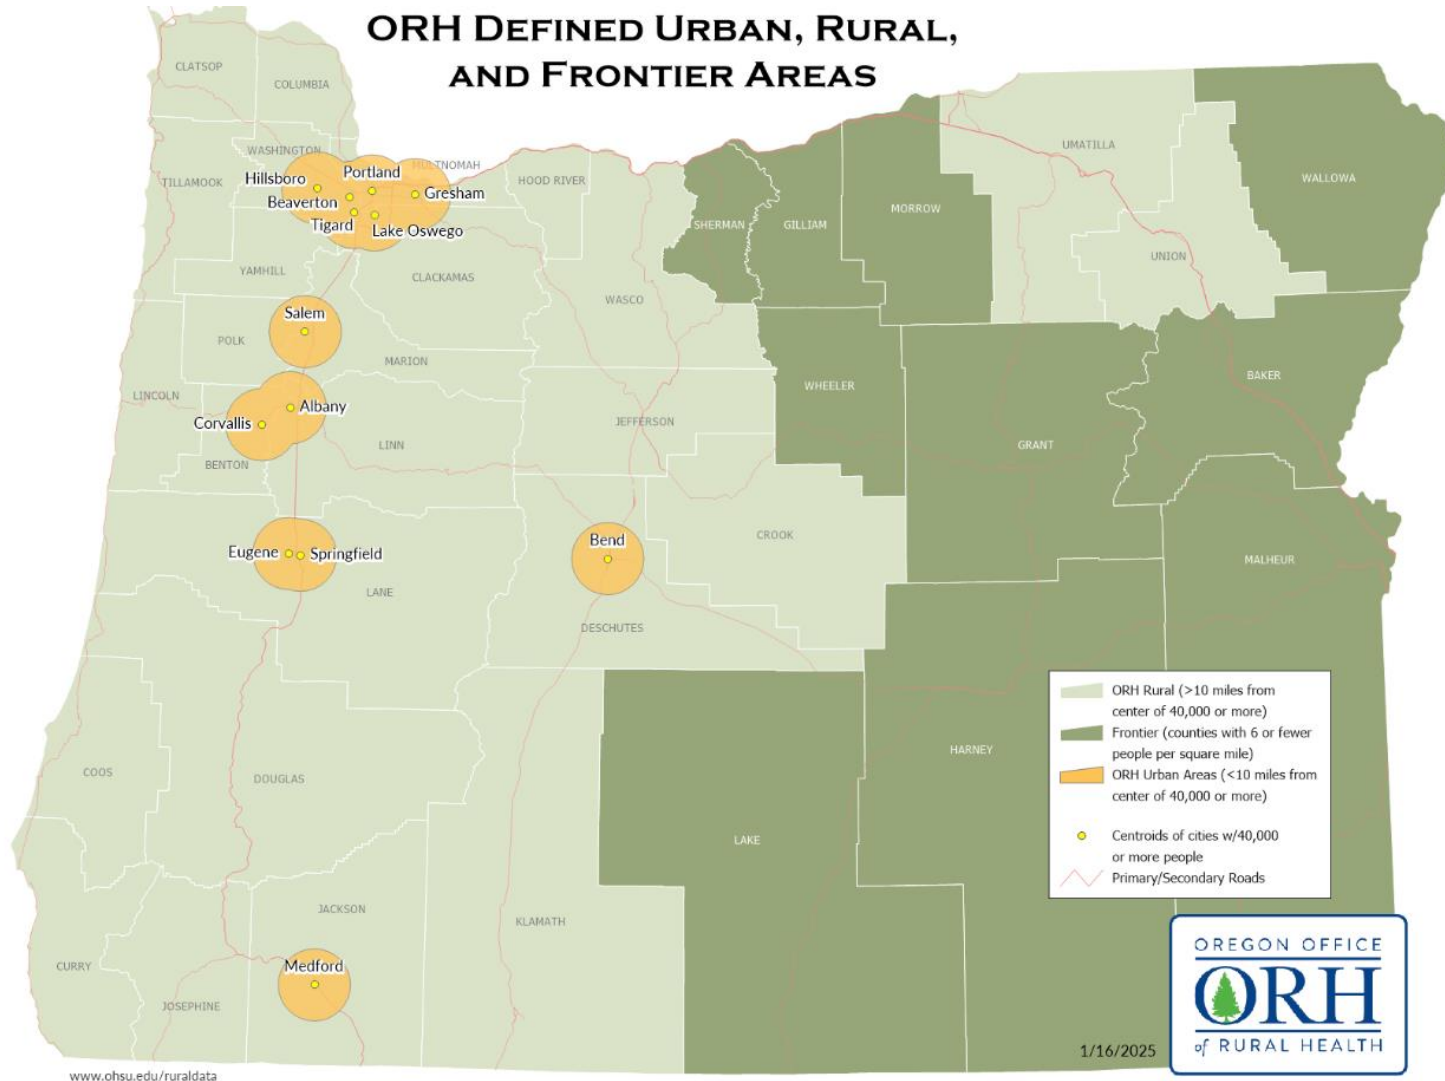 ORH DEFINED URBAN, RURAL,
AND FRONTIER AREAS
CLATSOP
COLUMBIA
WASHINGTON
MULTNOMAH
TILLAMOOK
Hillsboro
Portland
Beaverton
Gresham
Tigard
Lake Oswego
HOOD RIVER
YAMHILL
CLACKAMAS
WASCO
SHERMAN
GILLIAM
MORROW
UMATILLA
WALLOWA
UNION
Salem
POLK
MARION
LINCOLN
Albany
Corvallis
BENTON
LINN
JEFFERSON
WHEELER
GRANT
BAKER
Eugene
Springfield
LANE
Bend
CROOK
DESCHUTES
MALHEUR
COOS
DOUGLAS
LAKE
HARNEY
CURRY
JOSEPHINE
JACKSON
Medford
KLAMATH
ORH Rural (>10 miles from
center of 40,000 or more)
Frontier (counties with 6 or fewer
people per square mile)
ORH Urban Areas (<10 miles from
center of 40,000 or more)
Centroids of cities w/40,000
or more people
Primary/Secondary Roads
OREGON OFFICE
ORH
of RURAL HEALTH
1/16/2025
www.ohsu.edu/ruraldata